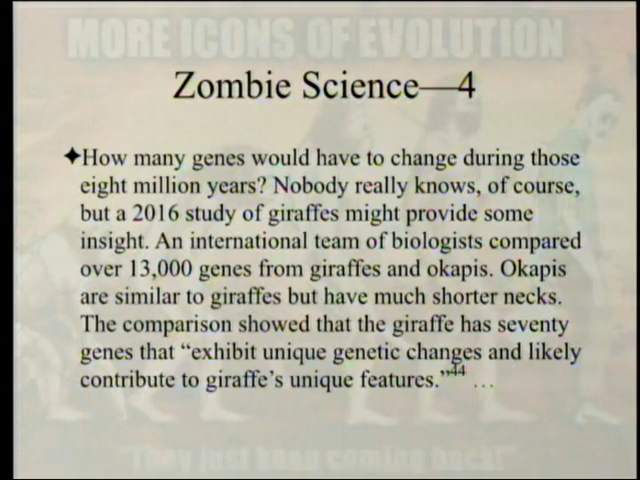 MORE ICONS OF EVOLUTION
Zombie Science—4
✦How many genes would have to change during those
eight million years? Nobody really knows, of course,
but a 2016 study of giraffes might provide some
insight. An international team of biologists compared
over 13,000 genes from giraffes and okapis. Okapis
are similar to giraffes but have much shorter necks.
The comparison showed that the giraffe has seventy
genes that “exhibit unique genetic changes and likely
contribute to giraffe’s unique features.”44 …
"They just keep coming back!"